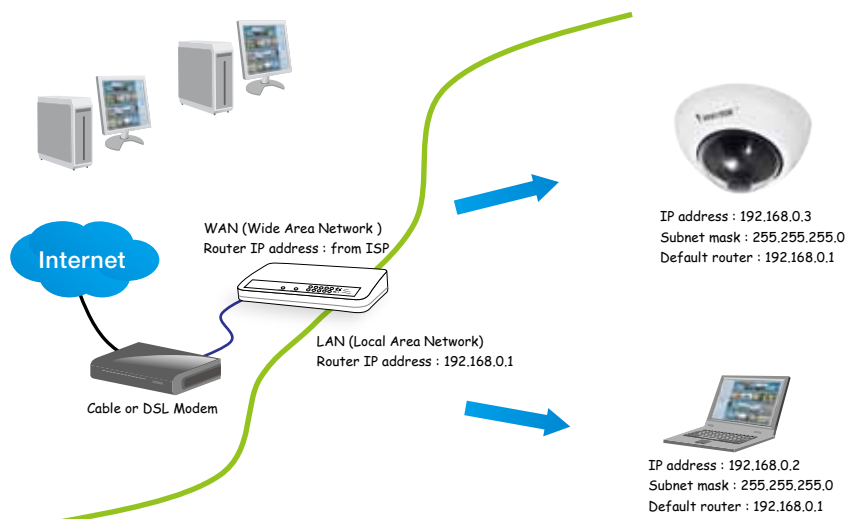 WAN (Wide Area Network )
Router IP address : from ISP
Internet
LAN (Local Area Network)
Router IP address : 192.168.0.1
Cable or DSL Modem
IP address : 192.168.0.3
Subnet mask : 255.255.255.0
Default router : 192.168.0.1
IP address : 192.168.0.2
Subnet mask : 255.255.255.0
Default router : 192.168.0.1